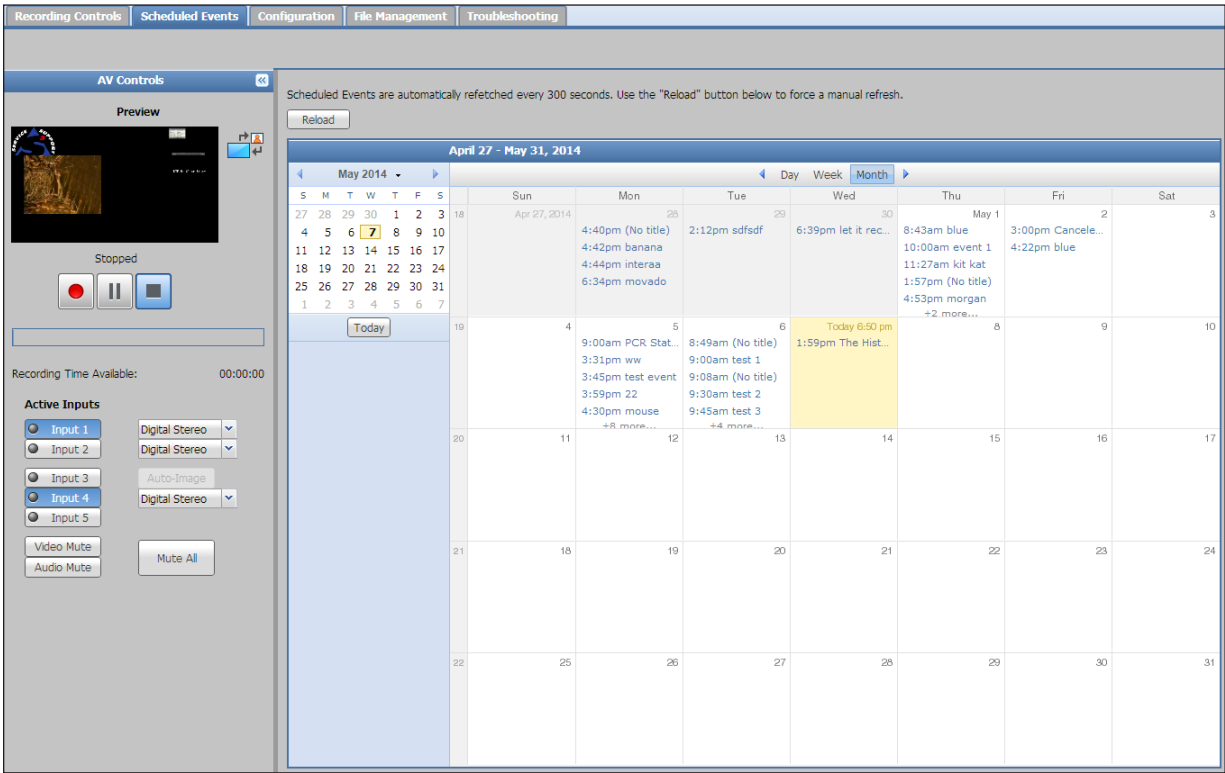 Recording Controls Scheduled Events Configuration File Management Troubleshooting
AV Controls
Preview
SERVICE SUPPORT
Stopped
Recording Time Available: 00:00:00
Active Inputs
Input 1 Digital Stereo
Input 2 Digital Stereo
Input 3 Auto-Image
Input 4 Digital Stereo
Input 5
Video Mute
Audio Mute
Mute All
Scheduled Events are automatically refetched every 300 seconds. Use the "Reload" button below to force a manual refresh.
Reload
April 27 - May 31, 2014
May 2014
S M T W T F S
27 28 29 30 1 2 3
4 5 6 7 8 9 10
11 12 13 14 15 16 17
18 19 20 21 22 23 24
25 26 27 28 29 30 31
1 2 3 4 5 6 7
Today
Day Week Month
Sun Mon Tue Wed Thu Fri Sat
18 Apr 27, 2014 28 29 30 May 1 2 3
4:40pm (No title) 2:12pm sdfsdf 6:39pm let it rec... 8:43am blue 3:00pm Cancele...
4:42pm banana 10:00am event 1 4:22pm blue
4:44pm interaa 11:27am kit kat
6:34pm movado 1:57pm (No title)
4:53pm morgan
+2 more...
19 4 5 6 Today 6:50 pm 8 9 10
9:00am PCR Stat... 8:49am (No title) 1:59pm The Hist...
3:31pm ww 9:00am test 1
3:45pm test event 9:08am (No title)
3:59pm 22 9:30am test 2
4:30pm mouse 9:45am test 3
+8 more... +4 more...
20 11 12 13 14 15 16 17
21 18 19 20 21 22 23 24
22 25 26 27 28 29 30 31